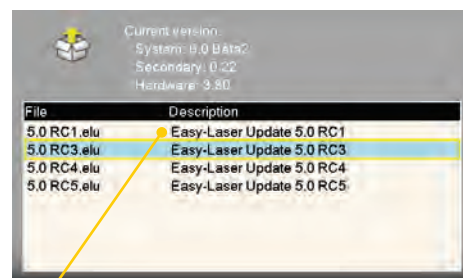 Current version:
System: 6.0 Beta2
Secondary: 0.22
Hardware: 3.80
File Description
5.0 RC1.elu Easy-Laser Update 5.0 RC1
5.0 RC3.elu Easy-Laser Update 5.0 RC3
5.0 RC4.elu Easy-Laser Update 5.0 RC4
5.0 RC5.elu Easy-Laser Update 5.0 RC5